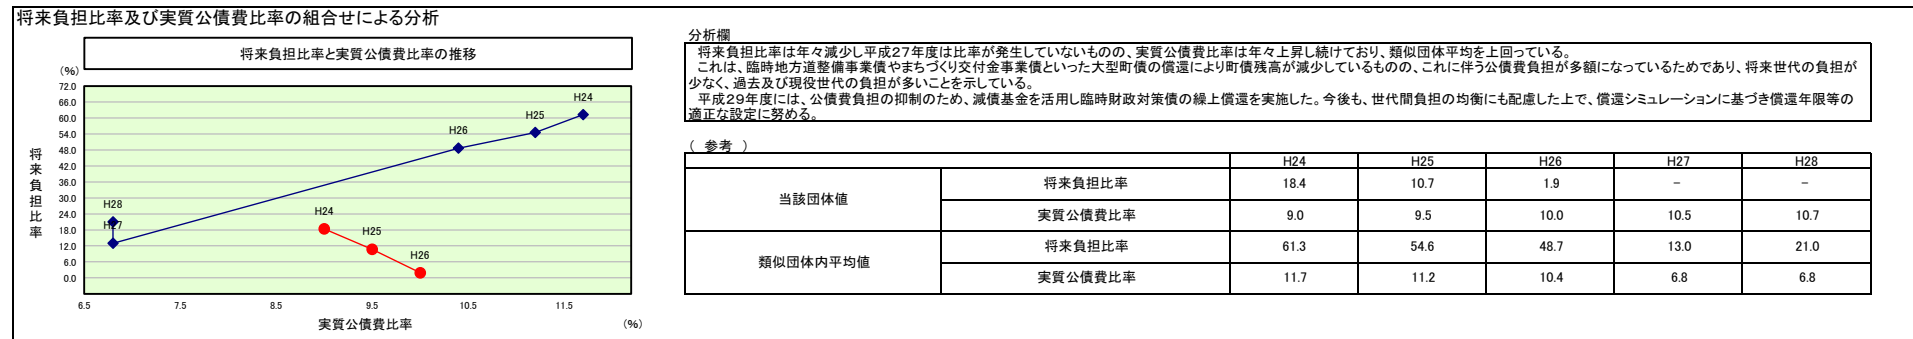 将来負担比率及び実質公債費比率の組合せによる分析
将来負担比率と実質公債費比率の推移
(%)
72.0
66.0
60.0
54.0
48.0
42.0
36.0
30.0
24.0
18.0
12.0
6.0
0.0
将来負担比率
H24
H25
H26
H28
H27
H24
H25
H26
6.5 7.5 8.5 9.5 10.5 11.5
実質公債費比率 (%)
分析欄
将来負担比率は年々減少し平成27年度は比率が発生していないものの、実質公債費比率は年々上昇し続けており、類似団体平均を上回っている。
これは、臨時地方道整備事業債やまちづくり交付金事業債といった大型町債の償還により町債残高が減少しているものの、これに伴う公債費負担が多額になっているためであり、将来世代の負担が
少なく、過去及び現役世代の負担が多いことを示している。
平成29年度には、公債費負担の抑制のため、減債基金を活用し臨時財政対策債の繰上償還を実施した。今後も、世代間負担の均衡にも配慮した上で、償還シミュレーションに基づき償還年限等の
適正な設定に努める。
( 参考 )
H24 H25 H26 H27 H28
当該団体値 将来負担比率 18.4 10.7 1.9 － －
実質公債費比率 9.0 9.5 10.0 10.5 10.7
類似団体内平均値 将来負担比率 61.3 54.6 48.7 13.0 21.0
実質公債費比率 11.7 11.2 10.4 6.8 6.8